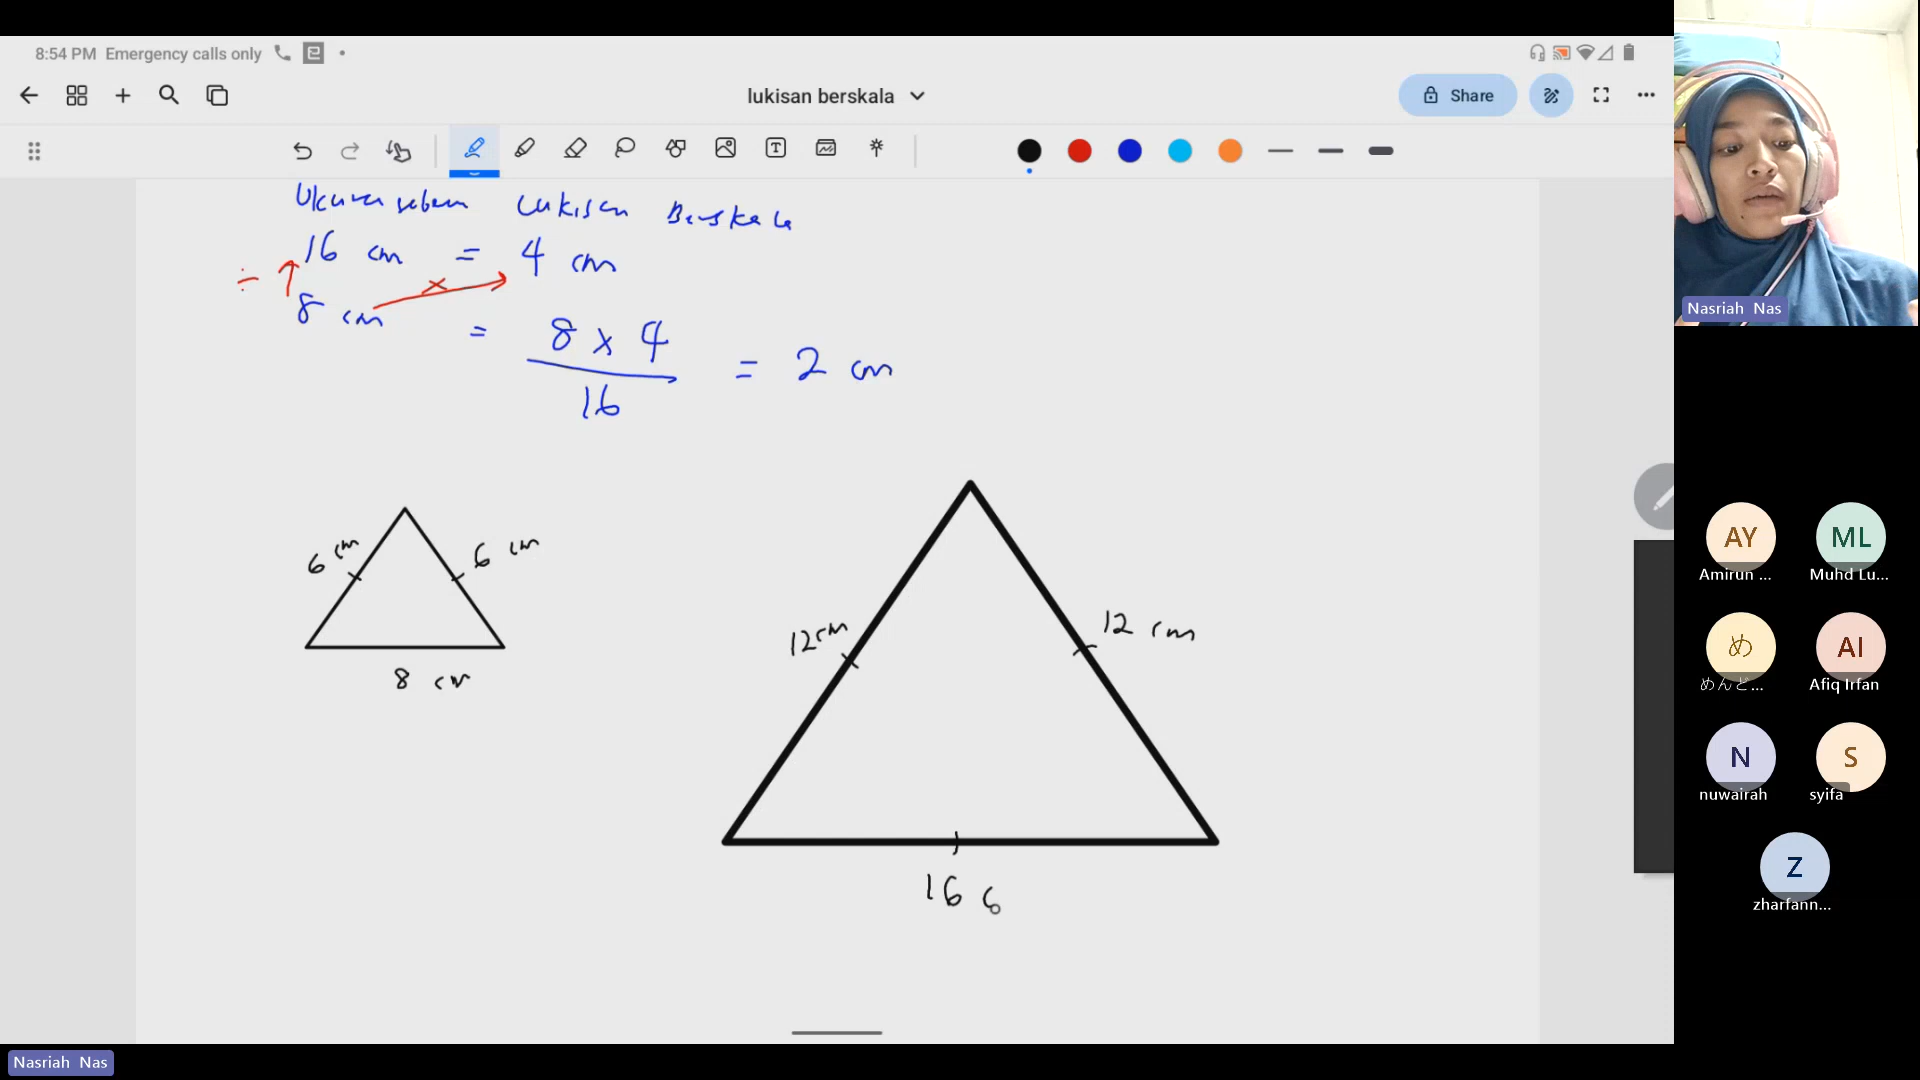 8:54 PM Emergency calls only
lukisan berskala
Share
Ukuran sebenar Lukisan Berskala
16 cm = 4 cm
÷ ×
8 cm = 8 x 4 / 16 = 2 cm
6 cm 6 cm
8 cm
12 cm 12 cm
16 c
Nasriah Nas
AY ML
Amirun ... Muhd Lu...
め AI
めんど... Afiq Irfan
N S
nuwairah syifa
Z
zharfann...
Nasriah Nas